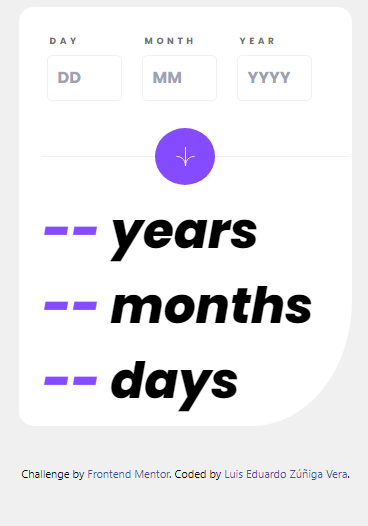 DAY MONTH YEAR
DD MM YYYY
-- years
-- months
-- days
Challenge by Frontend Mentor. Coded by Luis Eduardo Zúñiga Vera.